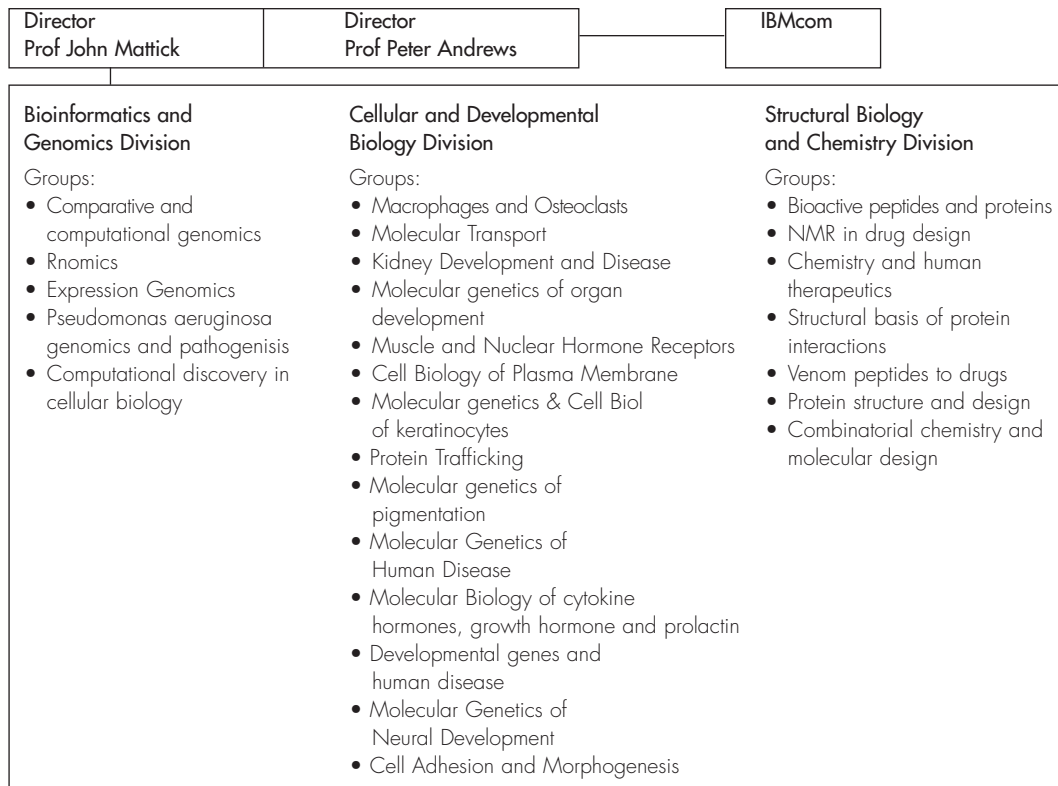 Director
Prof John Mattick
Director
Prof Peter Andrews
IBMcom
Bioinformatics and
Genomics Division
Groups:
• Comparative and
computational genomics
• Rnomics
• Expression Genomics
• Pseudomonas aeruginosa
genomics and pathogenisis
• Computational discovery in
cellular biology
Cellular and Developmental
Biology Division
Groups:
• Macrophages and Osteoclasts
• Molecular Transport
• Kidney Development and Disease
• Molecular genetics of organ
development
• Muscle and Nuclear Hormone Receptors
• Cell Biology of Plasma Membrane
• Molecular genetics & Cell Biol
of keratinocytes
• Protein Trafficking
• Molecular genetics of
pigmentation
• Molecular Genetics of
Human Disease
• Molecular Biology of cytokine
hormones, growth hormone and prolactin
• Developmental genes and
human disease
• Molecular Genetics of
Neural Development
• Cell Adhesion and Morphogenesis
Structural Biology
and Chemistry Division
Groups:
• Bioactive peptides and proteins
• NMR in drug design
• Chemistry and human
therapeutics
• Structural basis of protein
interactions
• Venom peptides to drugs
• Protein structure and design
• Combinatorial chemistry and
molecular design